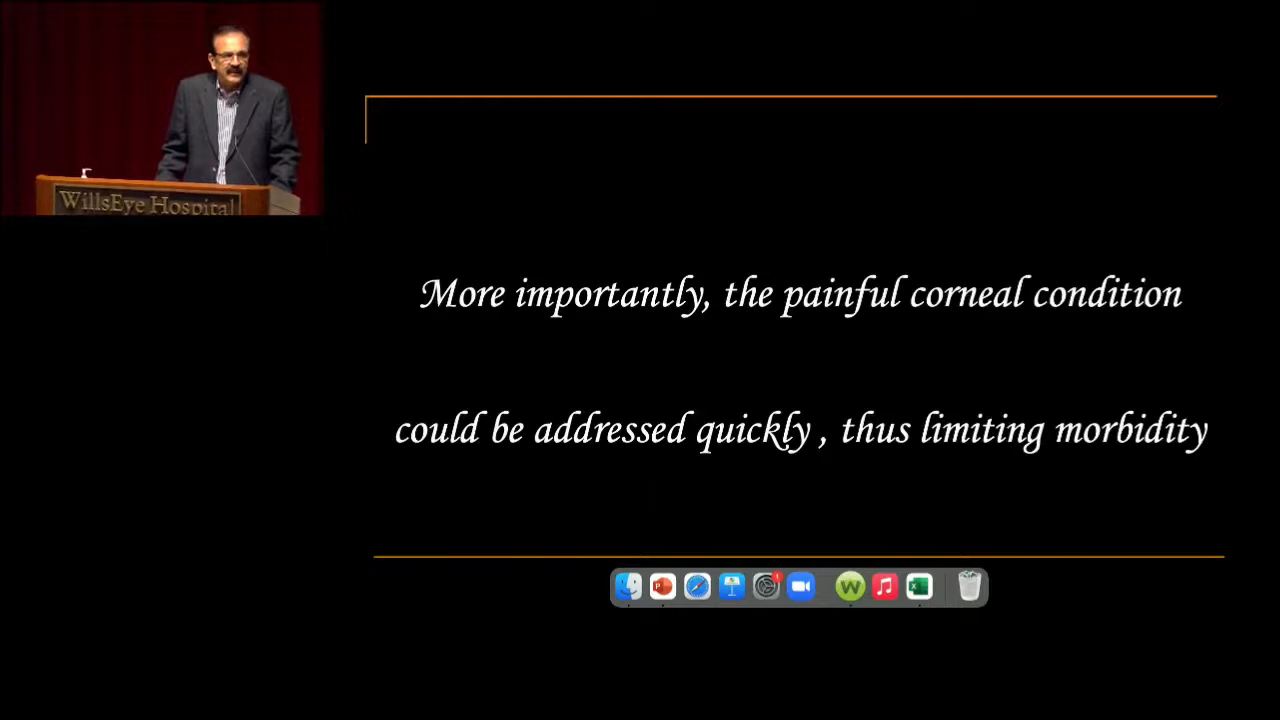 WillsEye Hospital
More importantly, the painful corneal condition
could be addressed quickly , thus limiting morbidity